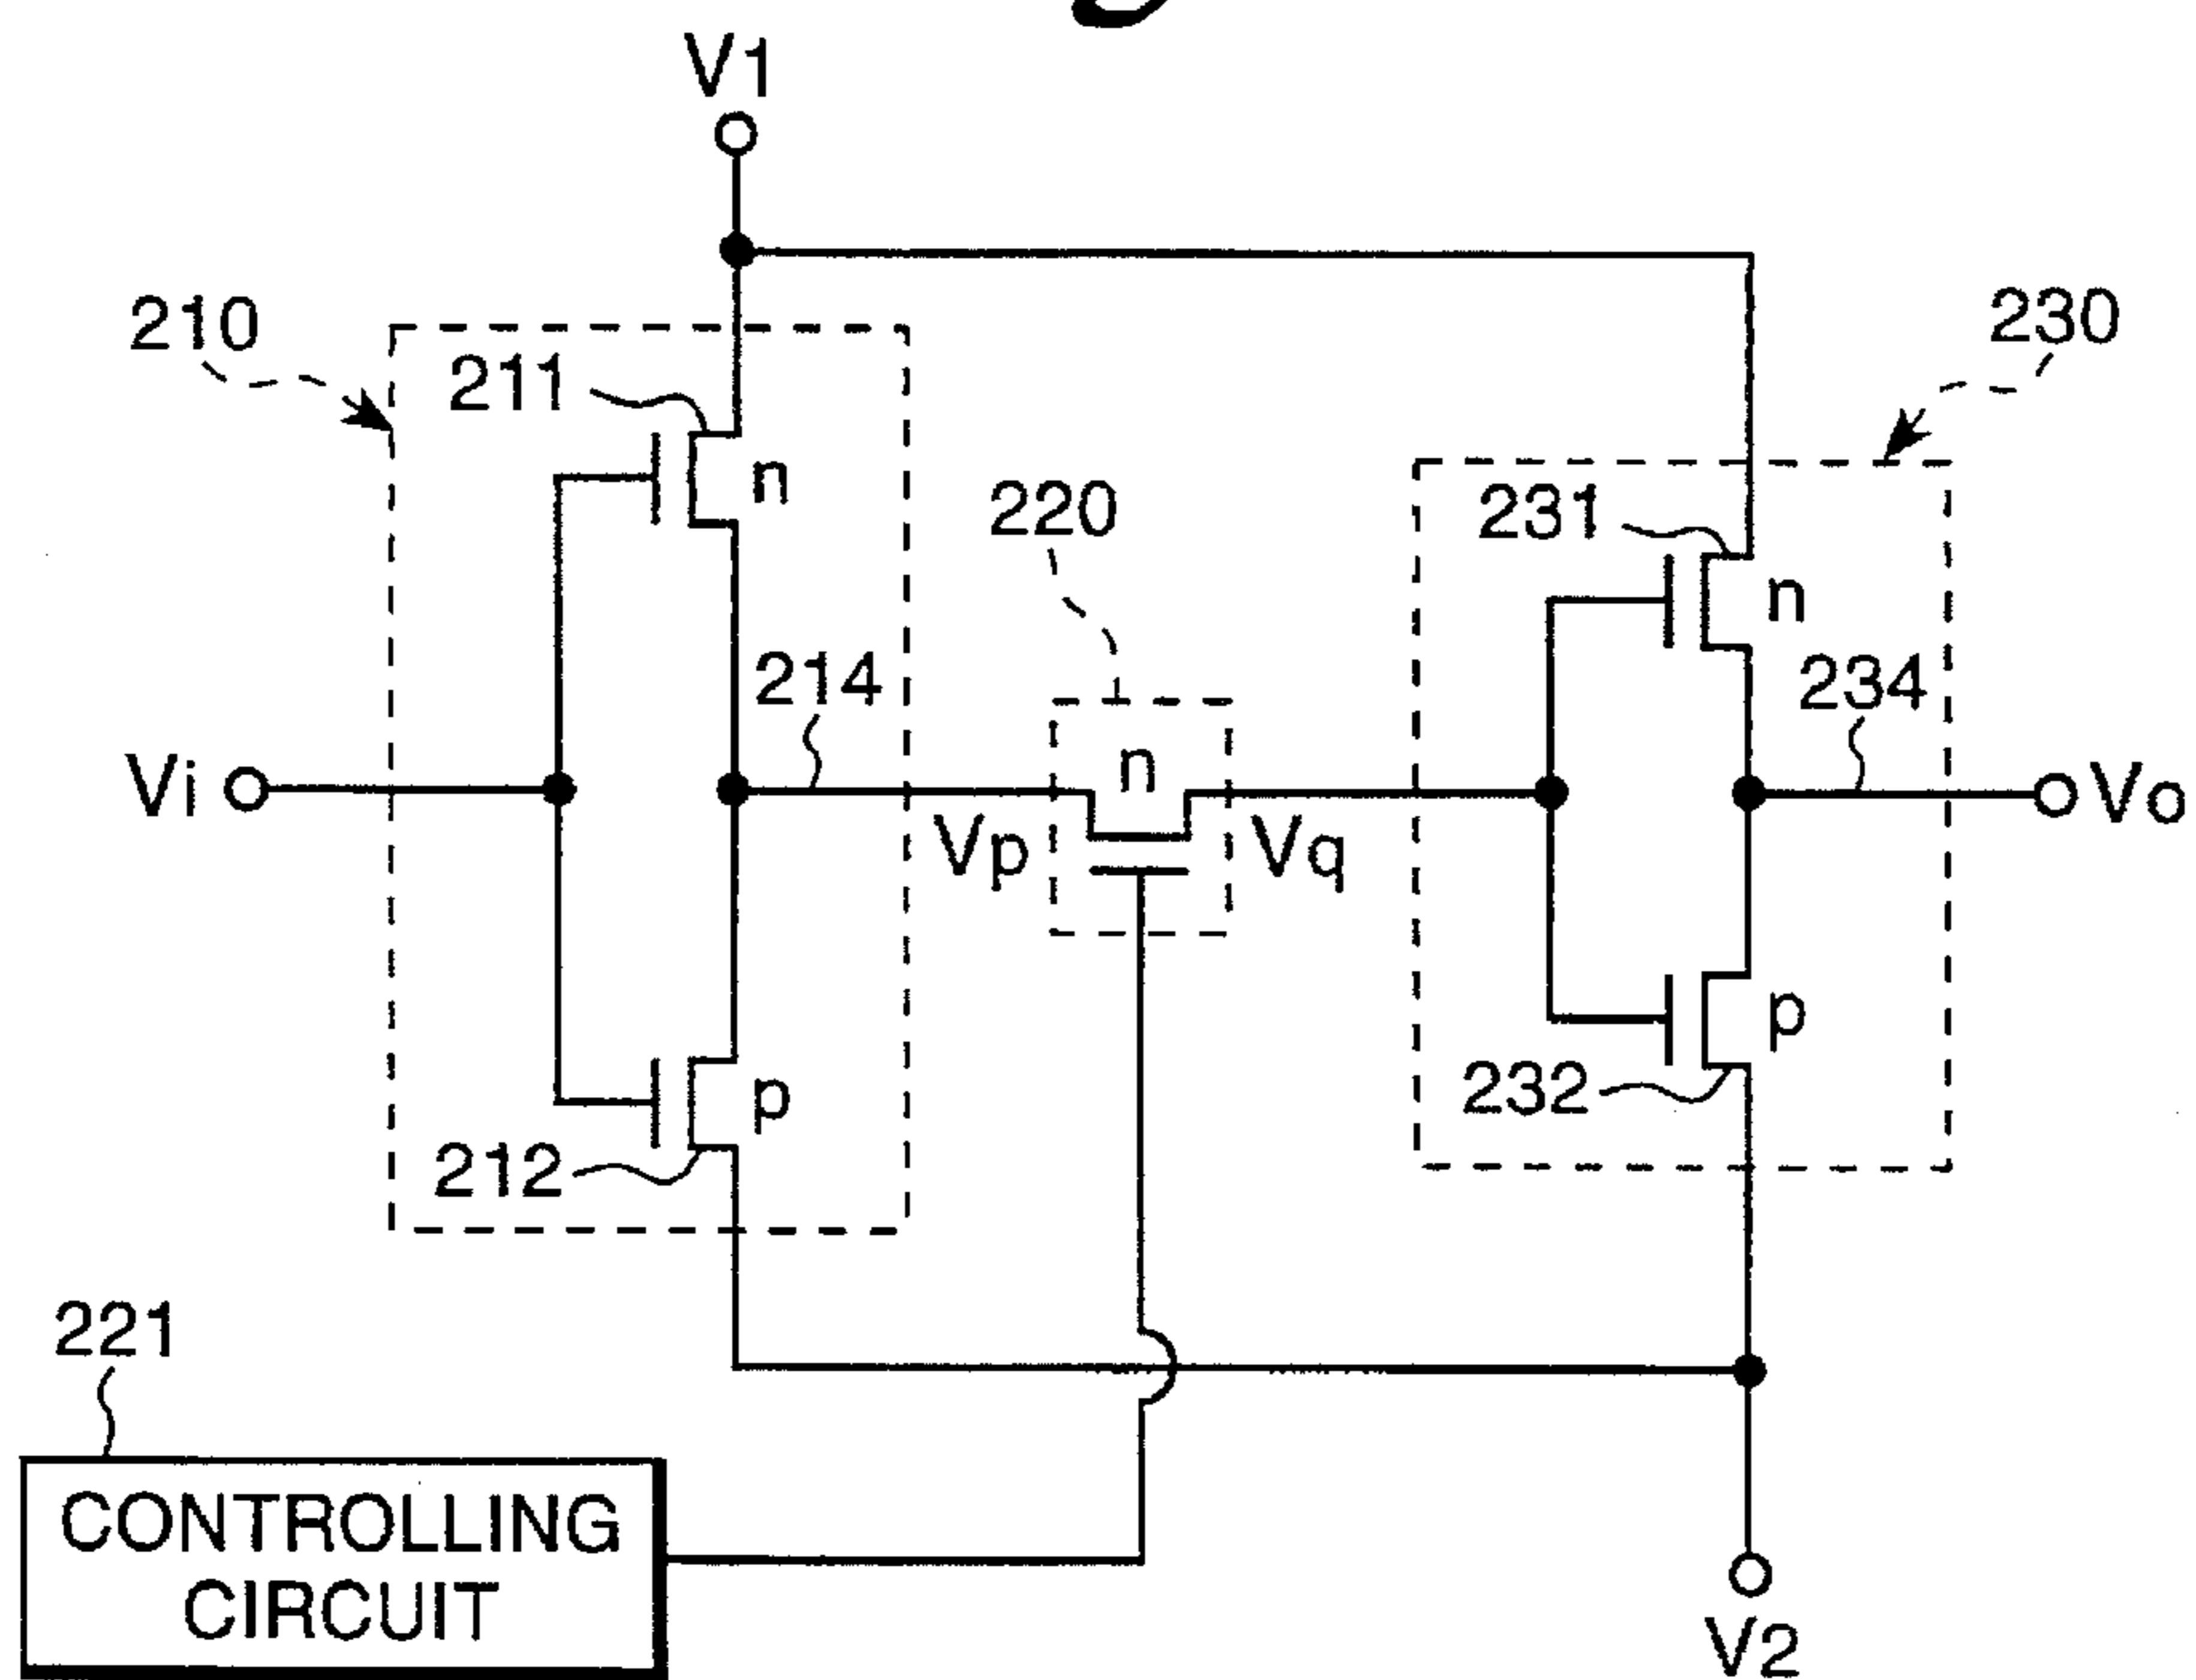 V1
210
211
n
230
220
231
n
214
234
Vi
n
Vp
Vq
Vo
p
212
p
232
221
CONTROLLING
CIRCUIT
V2